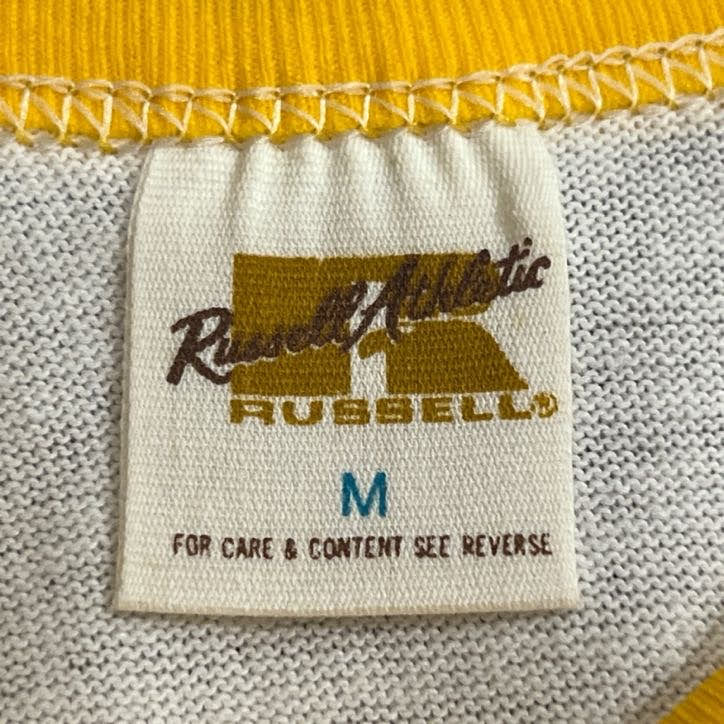 Russell Athletic
RUSSELL®
M
FOR CARE & CONTENT SEE REVERSE